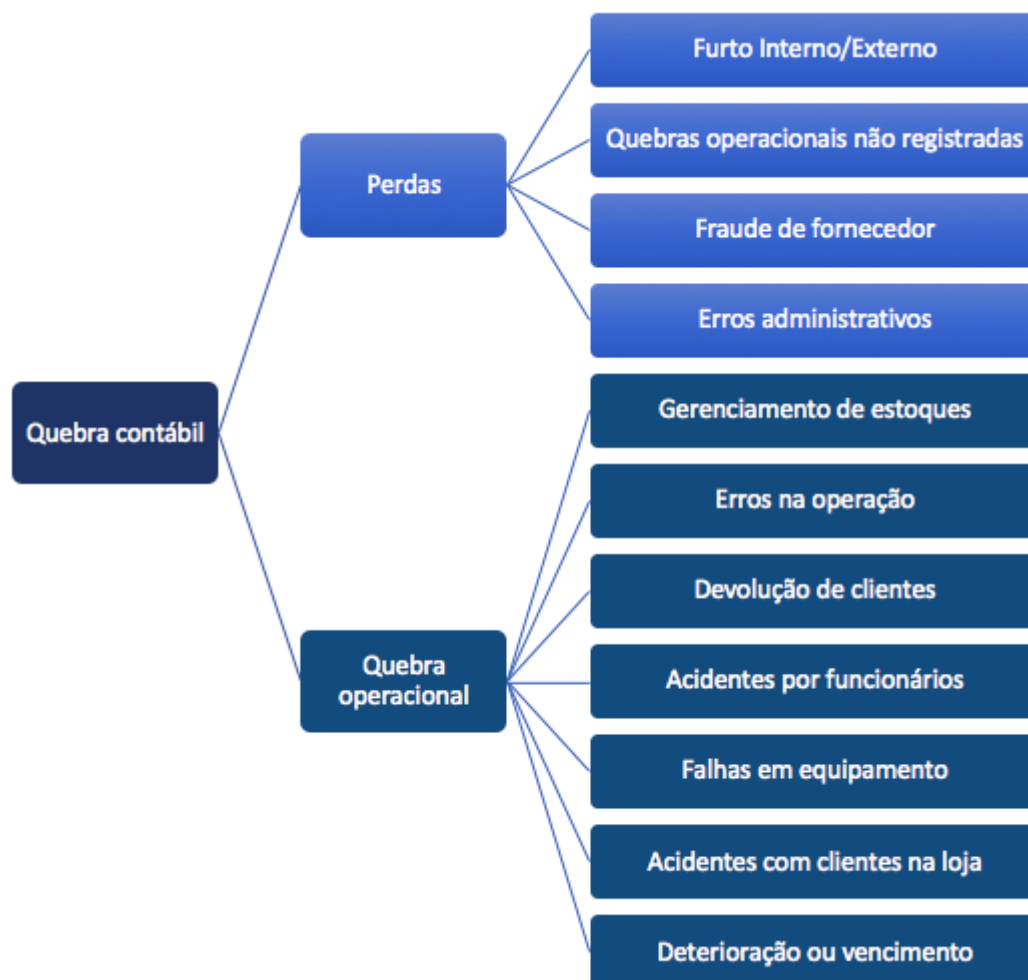 Quebra contábil
Perdas
Furto Interno/Externo
Quebras operacionais não registradas
Fraude de fornecedor
Erros administrativos
Quebra
operacional
Gerenciamento de estoques
Erros na operação
Devolução de clientes
Acidentes por funcionários
Falhas em equipamento
Acidentes com clientes na loja
Deterioração ou vencimento